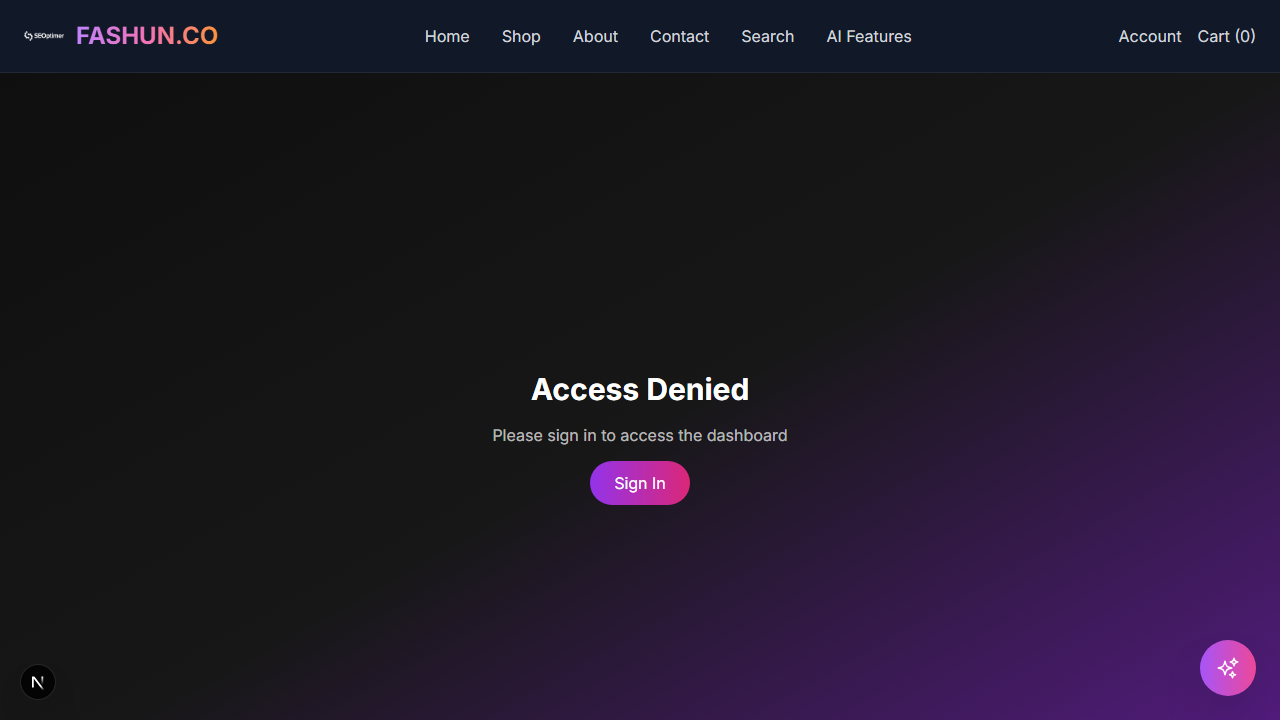 SEOptimer
FASHUN.CO
Home
Shop
About
Contact
Search
AI Features
Account
Cart (0)
Access Denied
Please sign in to access the dashboard
Sign In
N